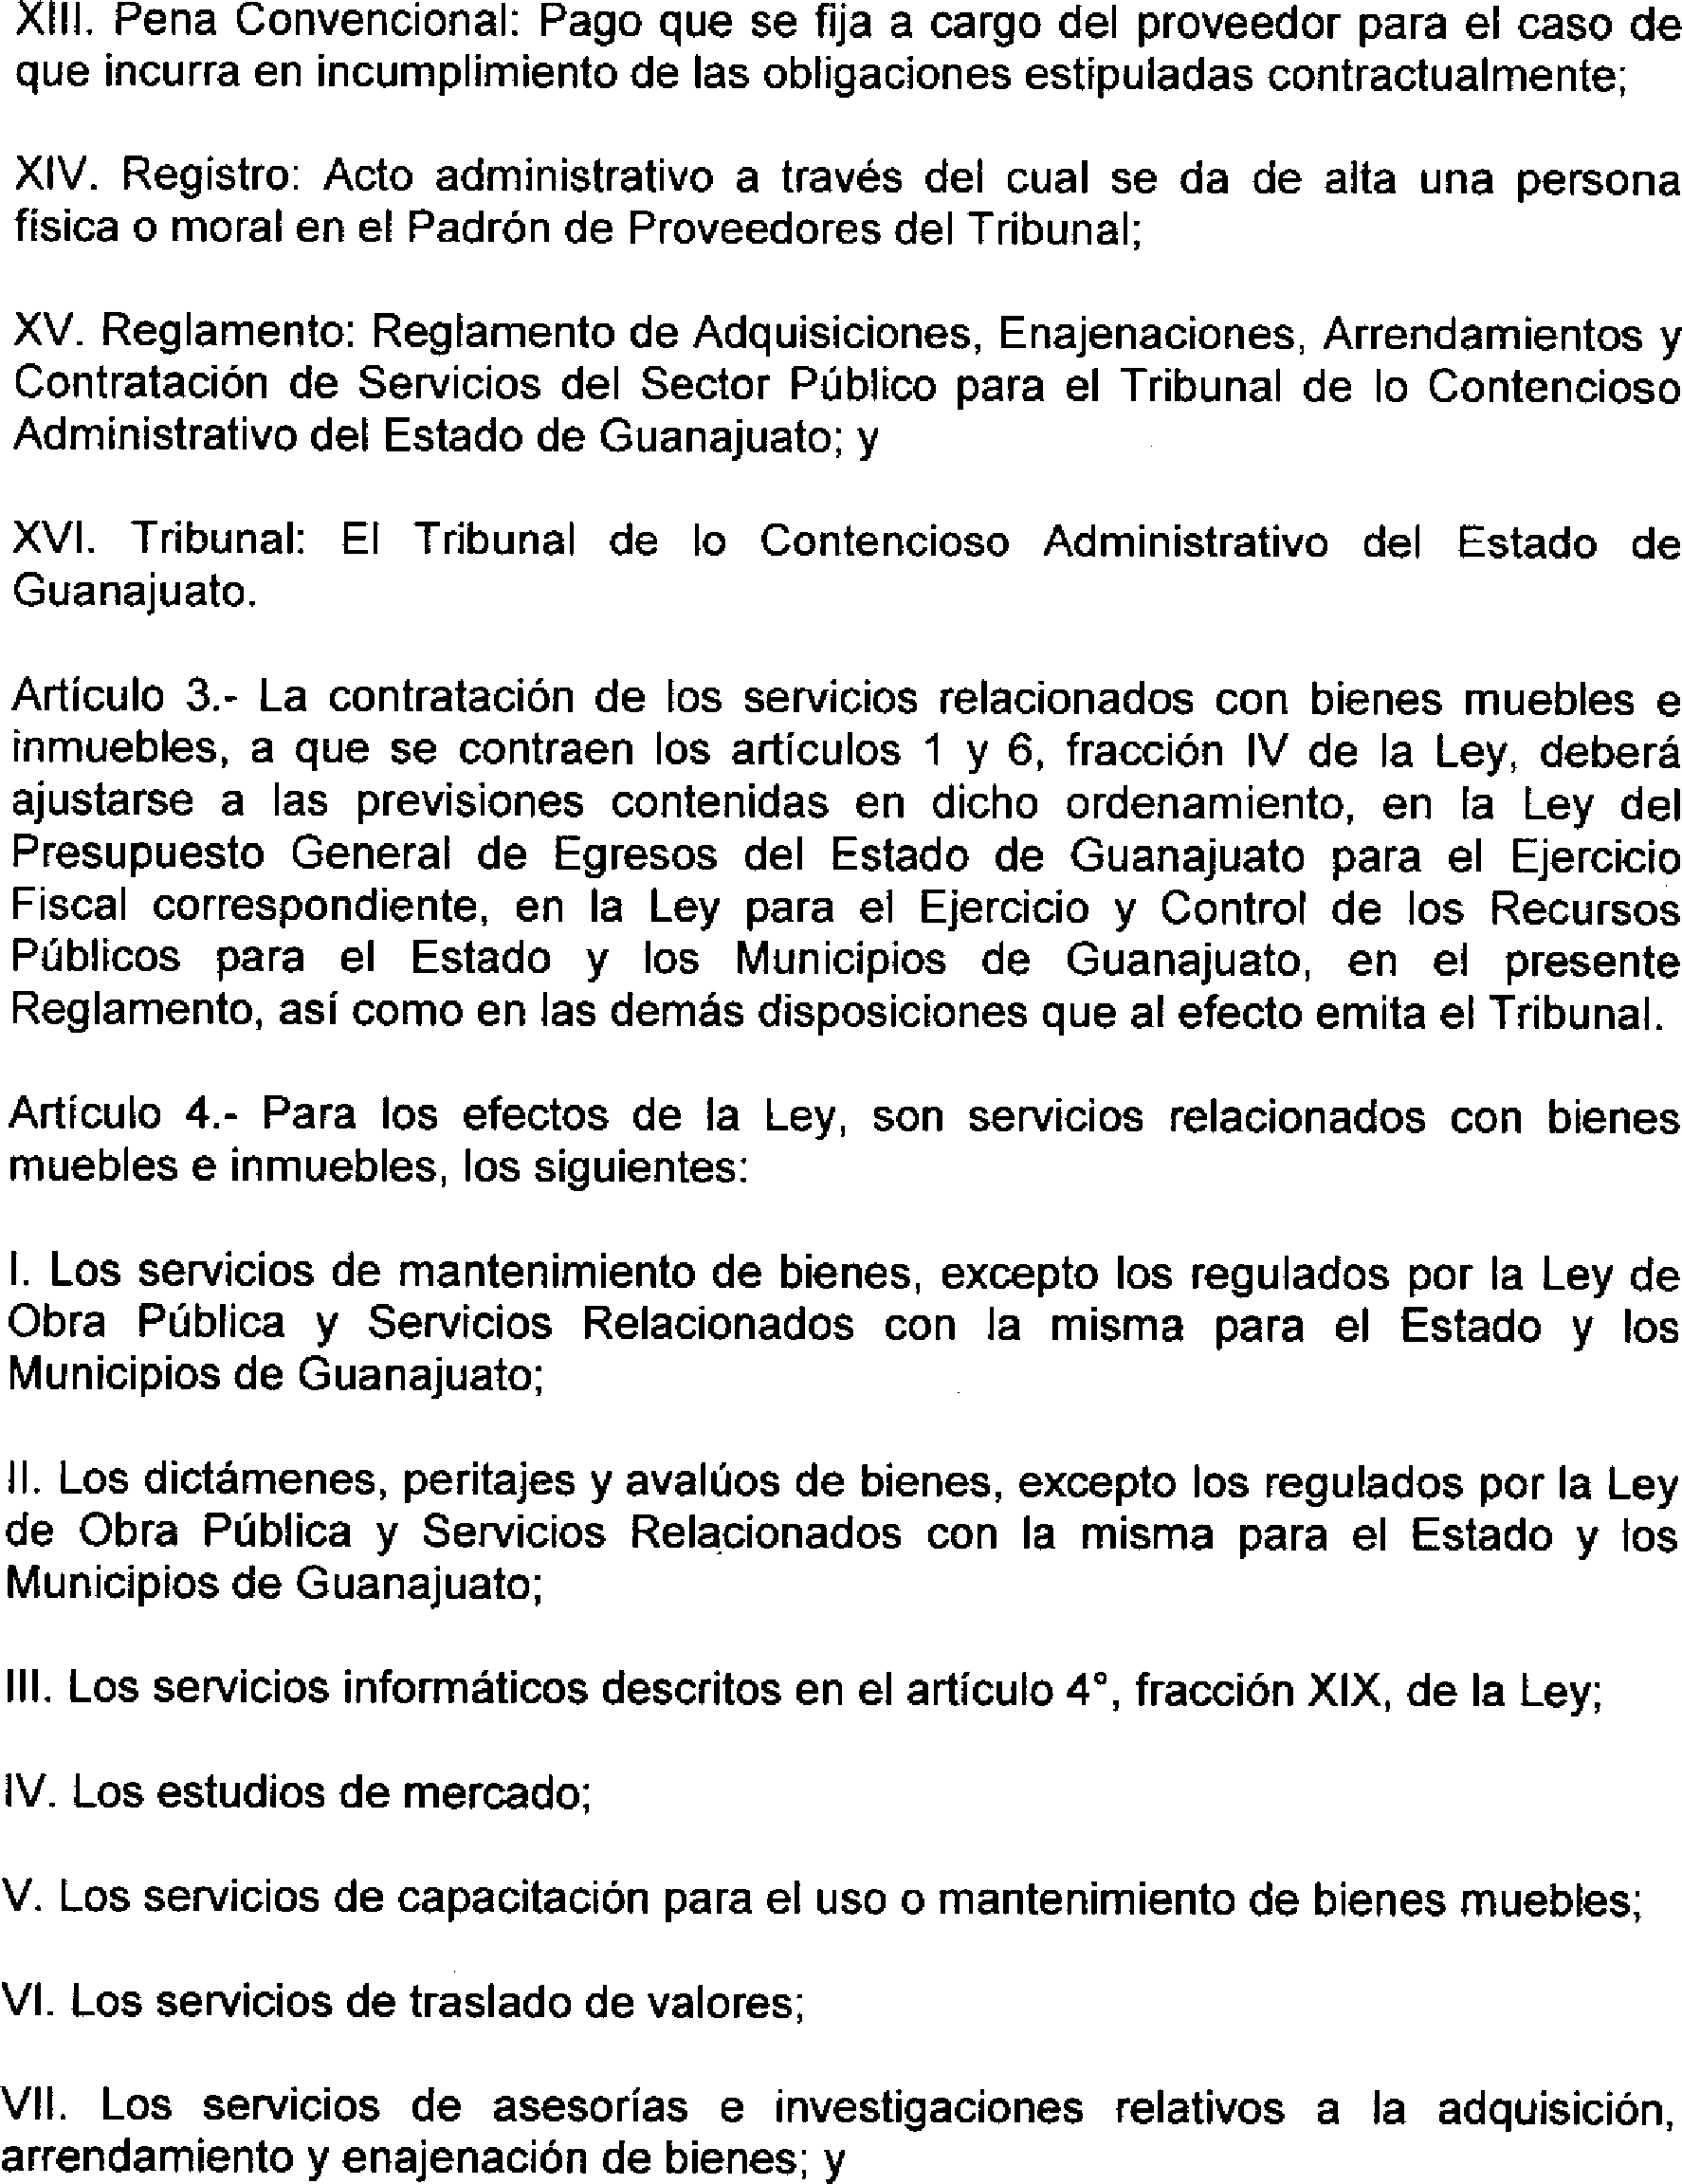 XIII. Pena Convencional: Pago que se fija a cargo del proveedor para el caso de
que incurra en incumplimiento de las obligaciones estipuladas contractualmente;
XIV. Registro: Acto administrativo a través del cual se da de alta una persona
física o moral en el Padrón de Proveedores del Tribunal;
XV. Reglamento: Reglamento de Adquisiciones, Enajenaciones, Arrendamientos y
Contratación de Servicios del Sector Público para el Tribunal de lo Contencioso
Administrativo del Estado de Guanajuato; y
XVI. Tribunal: El Tribunal de lo Contencioso Administrativo del Estado de
Guanajuato.
Artículo 3.- La contratación de los servicios relacionados con bienes muebles e
inmuebles, a que se contraen los artículos 1 y 6, fracción IV de la Ley, deberá
ajustarse a las previsiones contenidas en dicho ordenamiento, en la Ley del
Presupuesto General de Egresos del Estado de Guanajuato para el Ejercicio
Fiscal correspondiente, en la Ley para el Ejercicio y Control de los Recursos
Públicos para el Estado y los Municipios de Guanajuato, en el presente
Reglamento, así como en las demás disposiciones que al efecto emita el Tribunal.
Artículo 4.- Para los efectos de la Ley, son servicios relacionados con bienes
muebles e inmuebles, los siguientes:
I. Los servicios de mantenimiento de bienes, excepto los regulados por la Ley de
Obra Pública y Servicios Relacionados con la misma para el Estado y los
Municipios de Guanajuato;
II. Los dictámenes, peritajes y avalúos de bienes, excepto los regulados por la Ley
de Obra Pública y Servicios Relacionados con la misma para el Estado y los
Municipios de Guanajuato;
III. Los servicios informáticos descritos en el artículo 4°, fracción XIX, de la Ley;
IV. Los estudios de mercado;
V. Los servicios de capacitación para el uso o mantenimiento de bienes muebles;
VI. Los servicios de traslado de valores;
VII. Los servicios de asesorías e investigaciones relativos a la adquisición,
arrendamiento y enajenación de bienes; y